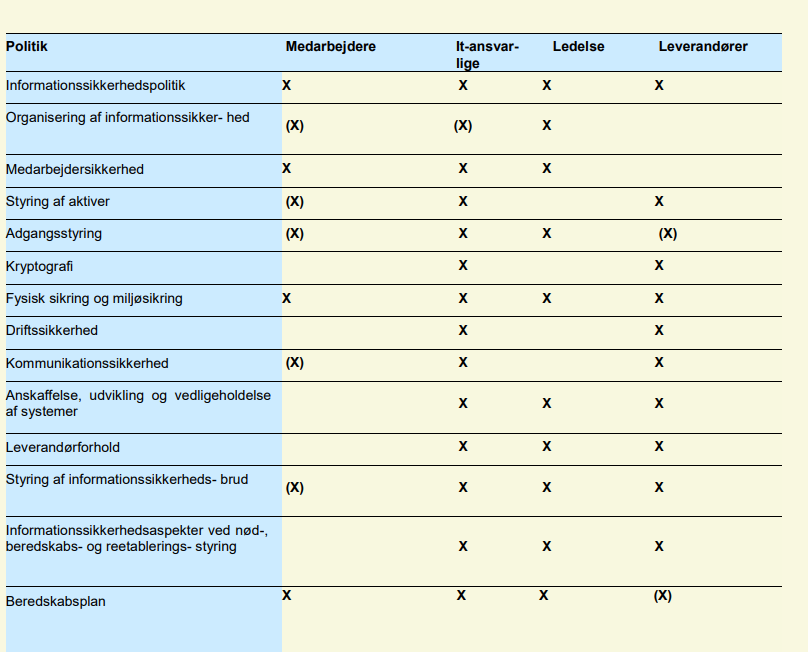 Politik Medarbejdere It-ansvar- Ledelse Leverandører
lige
Informationssikkerhedspolitik X X X X
Organisering af informationssikker- hed
(X) (X) X
Medarbejdersikkerhed X X X
Styring af aktiver (X) X X
Adgangsstyring (X) X X (X)
Kryptografi X X
Fysisk sikring og miljøsikring X X X X
Driftssikkerhed X X
Kommunikationssikkerhed (X) X X
Anskaffelse, udvikling og vedligeholdelse
af systemer X X X
Leverandørforhold X X X
Styring af informationssikkerheds- brud
(X) X X X
Informationssikkerhedsaspekter ved nød-,
beredskabs- og reetablerings- styring X X X
Beredskabsplan X X X (X)